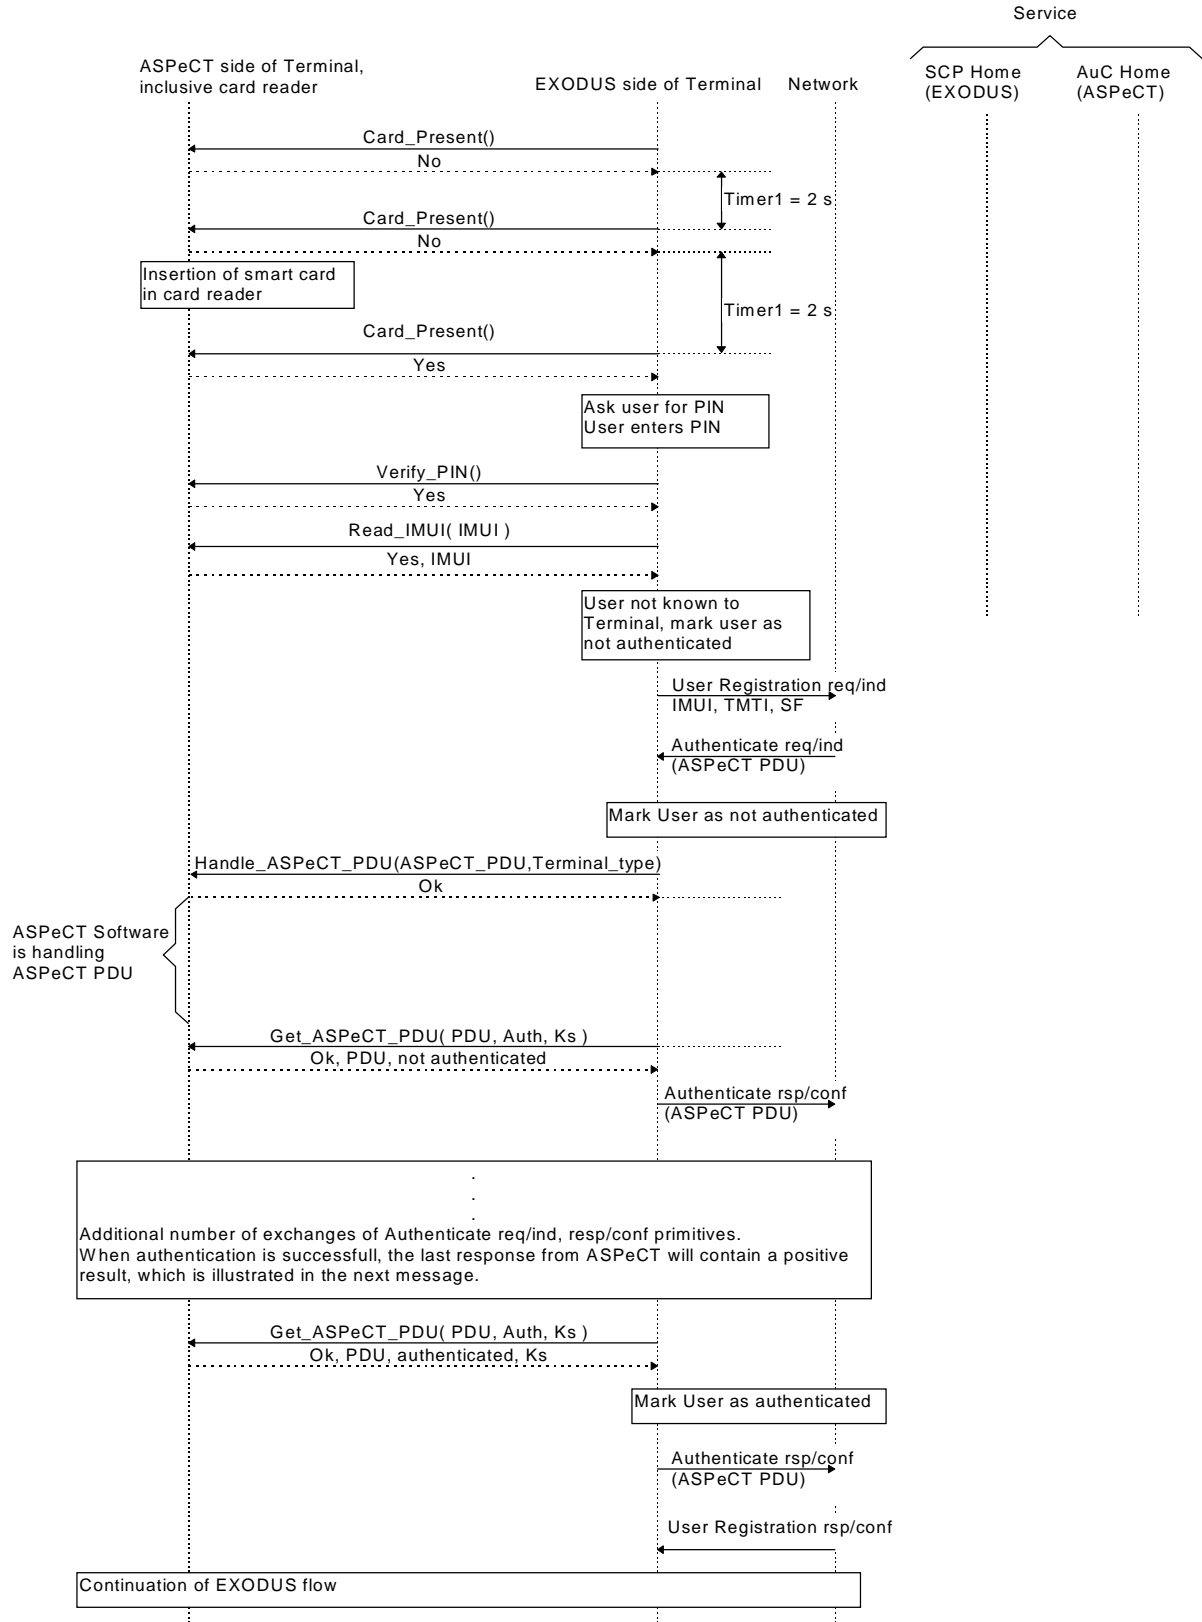 Service
ASPeCT side of Terminal,
inclusive card reader
EXODUS side of Terminal
Network
SCP Home
(EXODUS)
AuC Home
(ASPeCT)
Card_Present()
No
Timer1 = 2 s
Card_Present()
No
Insertion of smart card
in card reader
Timer1 = 2 s
Card_Present()
Yes
Ask user for PIN
User enters PIN
Verify_PIN()
Yes
Read_IMUI( IMUI )
Yes, IMUI
User not known to
Terminal, mark user as
not authenticated
User Registration req/ind
IMUI, TMTI, SF
Authenticate req/ind
(ASPeCT PDU)
Mark User as not authenticated
Handle_ASPeCT_PDU(ASPeCT_PDU,Terminal_type)
Ok
ASPeCT Software
is handling
ASPeCT PDU
Get_ASPeCT_PDU( PDU, Auth, Ks )
Ok, PDU, not authenticated
Authenticate rsp/conf
(ASPeCT PDU)
.
.
.
Additional number of exchanges of Authenticate req/ind, resp/conf primitives.
When authentication is successfull, the last response from ASPeCT will contain a positive
result, which is illustrated in the next message.
Get_ASPeCT_PDU( PDU, Auth, Ks )
Ok, PDU, authenticated, Ks
Mark User as authenticated
Authenticate rsp/conf
(ASPeCT PDU)
User Registration rsp/conf
Continuation of EXODUS flow